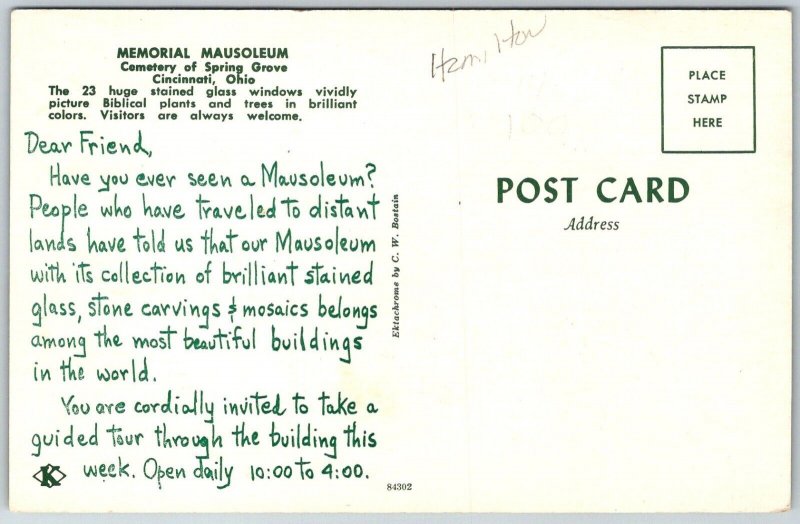 MEMORIAL MAUSOLEUM
Cemetery of Spring Grove
Cincinnati, Ohio
The 23 huge stained glass windows vividly
picture Biblical plants and trees in brilliant
colors. Visitors are always welcome.
Dear Friend,
Have you ever seen a Mausoleum?
People who have traveled to distant
lands have told us that our Mausoleum
with its collection of brilliant stained
glass, stone carvings & mosaics belongs
among the most beautiful buildings
in the world.
You are cordially invited to take a
guided tour through the building this
week. Open daily 10:00 to 4:00.
K
Ektachrome by C. W. Bostain
84302
Hamilton
100
PLACE
STAMP
HERE
POST CARD
Address